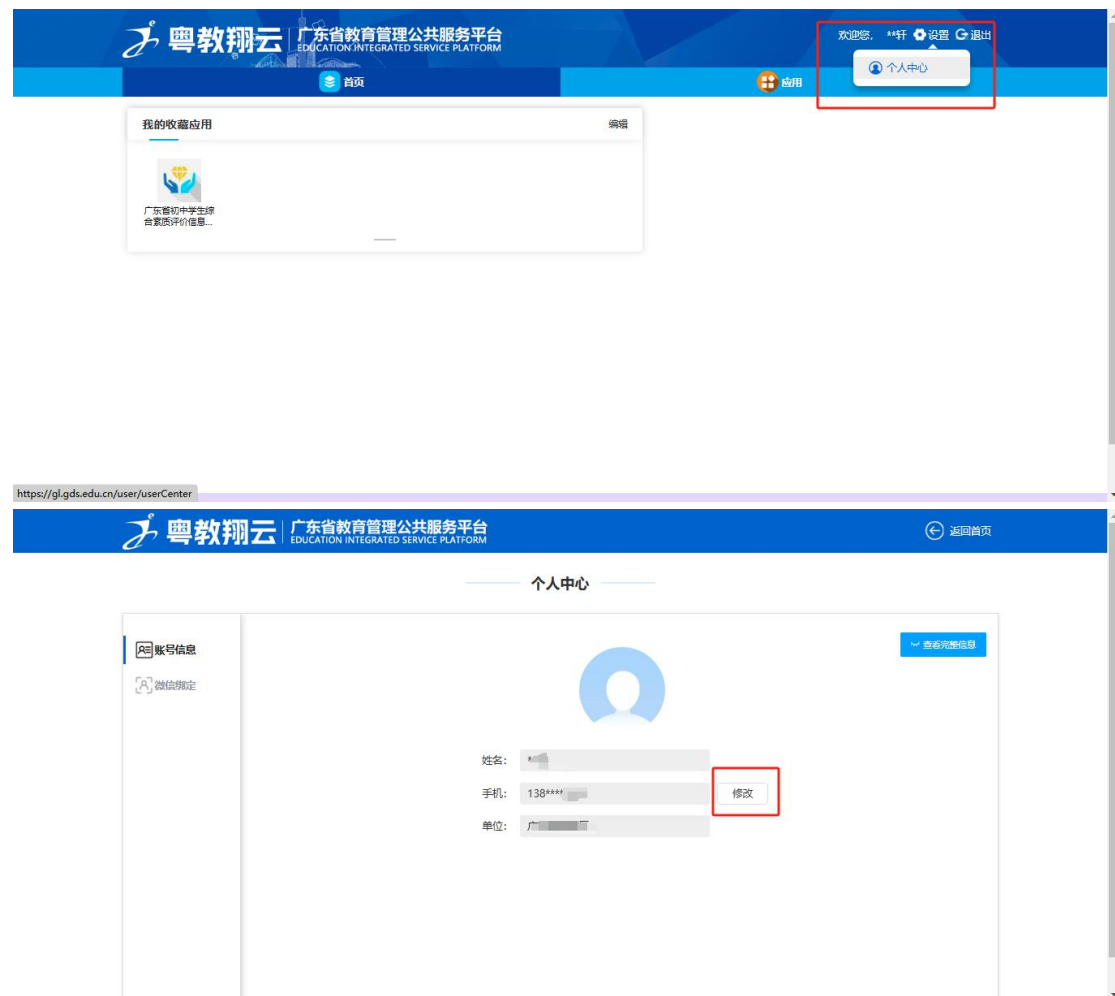 粤教翔云 广东省教育管理公共服务平台
EDUCATION INTEGRATED SERVICE PLATFORM
欢迎您, **轩 设置 退出
个人中心
首页 应用
我的收藏应用 编辑
广东省初中学生综
合素质评价信息...
https://gl.gds.edu.cn/user/userCenter
粤教翔云 广东省教育管理公共服务平台
EDUCATION INTEGRATED SERVICE PLATFORM
返回首页
个人中心
账号信息
查看完整信息
微信绑定
姓名: *
手机: 138**** 修改
单位: 广